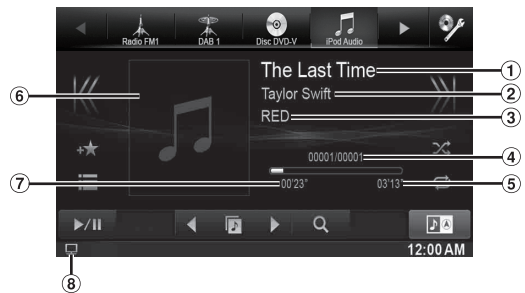 Radio FM1 DAB 1 Disc DVD-V iPod Audio
The Last Time 1
Taylor Swift 2
6
RED 3
00001/00001 4
7 00'23" 03'13" 5
12:00 AM
8